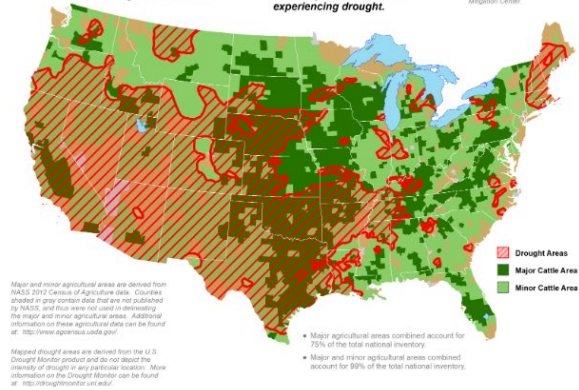 experiencing drought.
Mitigation Center
Drought Areas
Major Cattle Area
Minor Cattle Area
Major and minor agricultural areas are derived from
NASS 2012 Census of Agriculture data. Counties
shaded in gray contain data that are not published
by NASS, and thus were not used in delineating
the major and minor agricultural areas. Additional
information on these agricultural data can be found
at: http://www.agcensus.usda.gov/.
Mapped drought areas are derived from the U.S.
Drought Monitor product and do not depict the
intensity of drought in any particular location. More
information on the Drought Monitor can be found
at: http://droughtmonitor.unl.edu/.
• Major agricultural areas combined account for
75% of the total national inventory.
• Major and minor agricultural areas combined
account for 99% of the total national inventory.